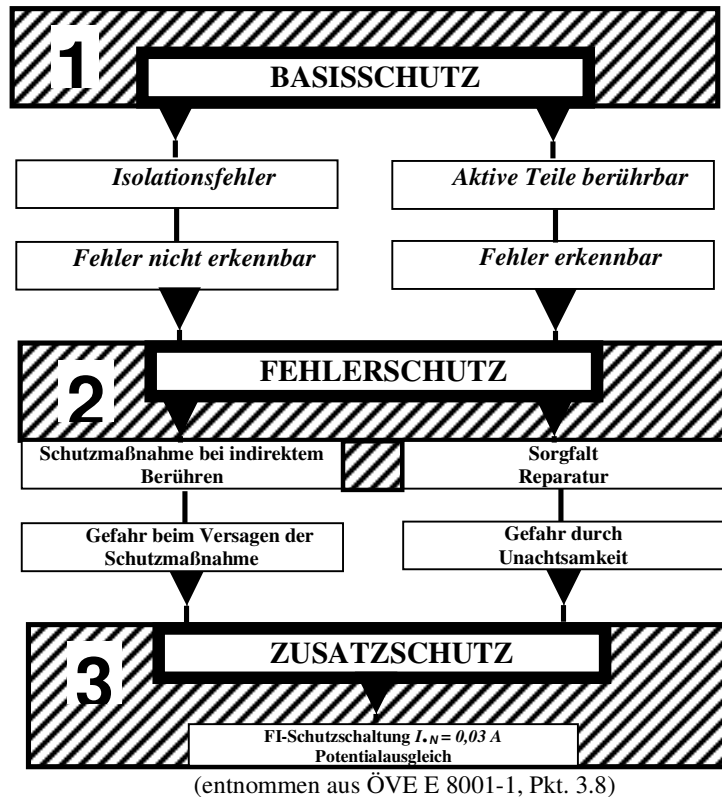 1
BASISSCHUTZ
Isolationsfehler
Aktive Teile berührbar
Fehler nicht erkennbar
Fehler erkennbar
2
FEHLERSCHUTZ
Schutzmaßnahme bei indirektem
Berühren
Sorgfalt
Reparatur
Gefahr beim Versagen der
Schutzmaßnahme
Gefahr durch
Unachtsamkeit
3
ZUSATZSCHUTZ
FI-Schutzschaltung I•N = 0,03 A
Potentialausgleich
(entnommen aus ÖVE E 8001-1, Pkt. 3.8)